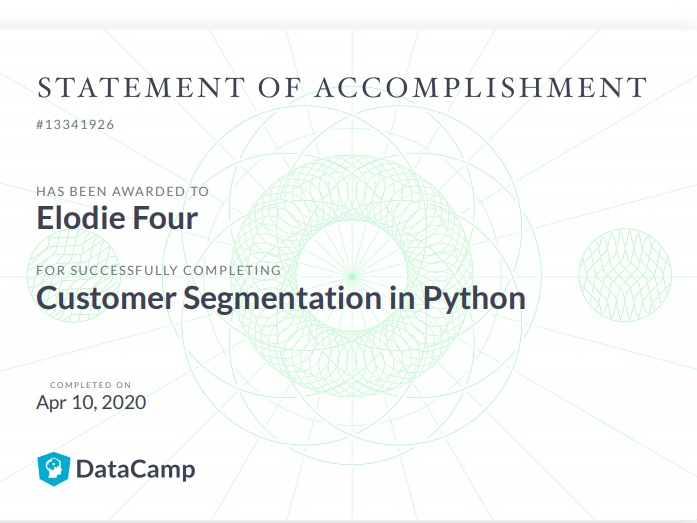 STATEMENT OF ACCOMPLISHMENT
#13341926
HAS BEEN AWARDED TO
Elodie Four
FOR SUCCESSFULLY COMPLETING
Customer Segmentation in Python
COMPLETED ON
Apr 10, 2020
DataCamp